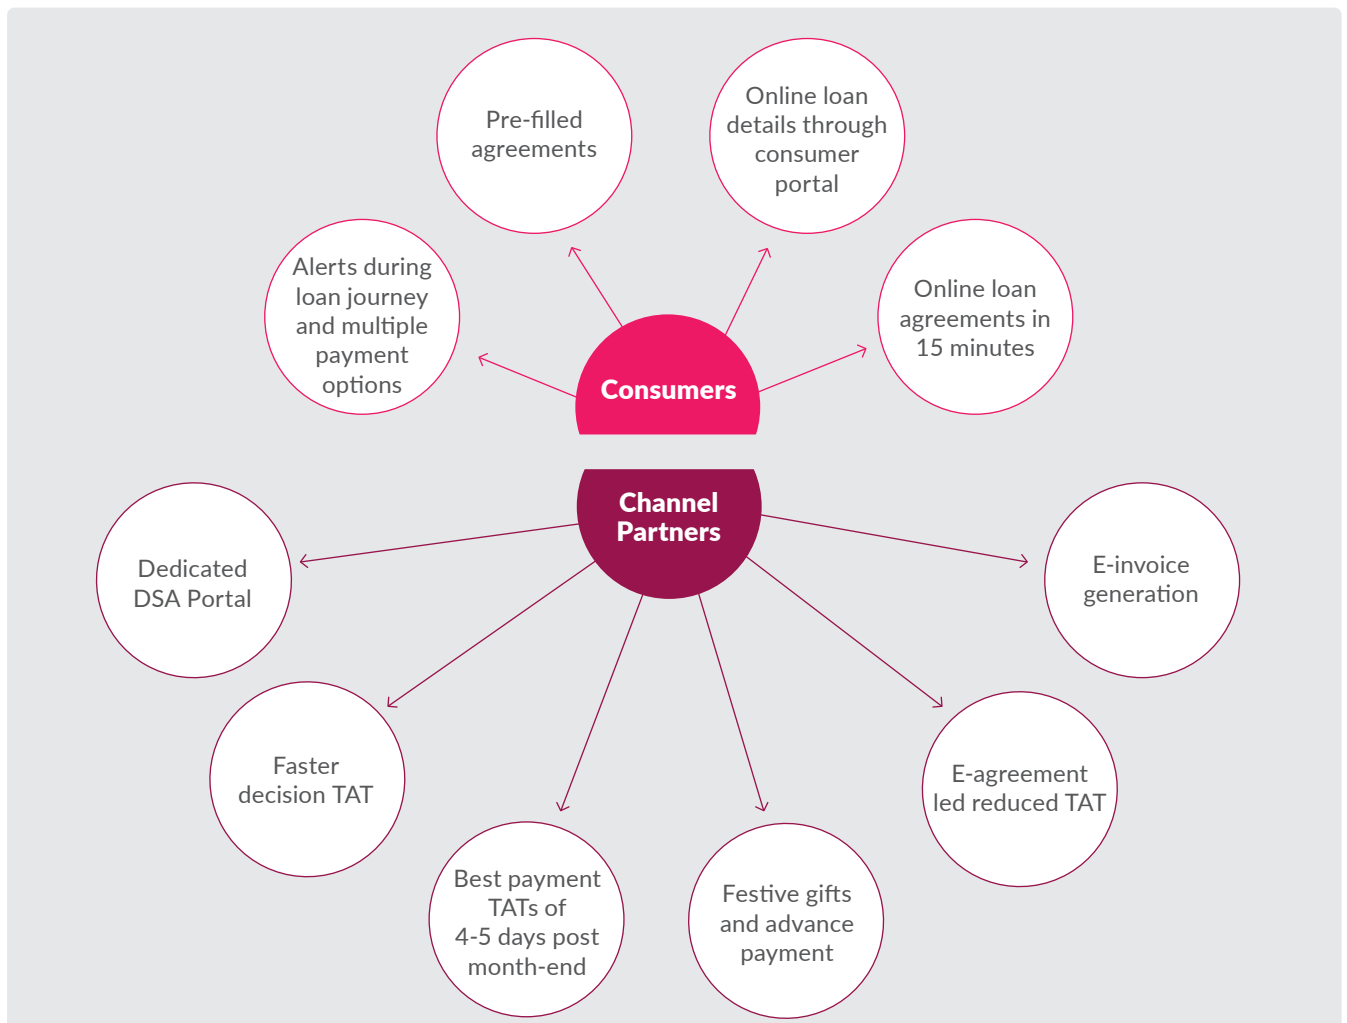 Pre-filled
agreements
Online loan
details through
consumer
portal
Alerts during
loan journey
and multiple
payment
options
Online loan
agreements in
15 minutes
Consumers
Channel
Partners
Dedicated
DSA Portal
E-invoice
generation
Faster
decision TAT
E-agreement
led reduced TAT
Best payment
TATs of
4-5 days post
month-end
Festive gifts
and advance
payment